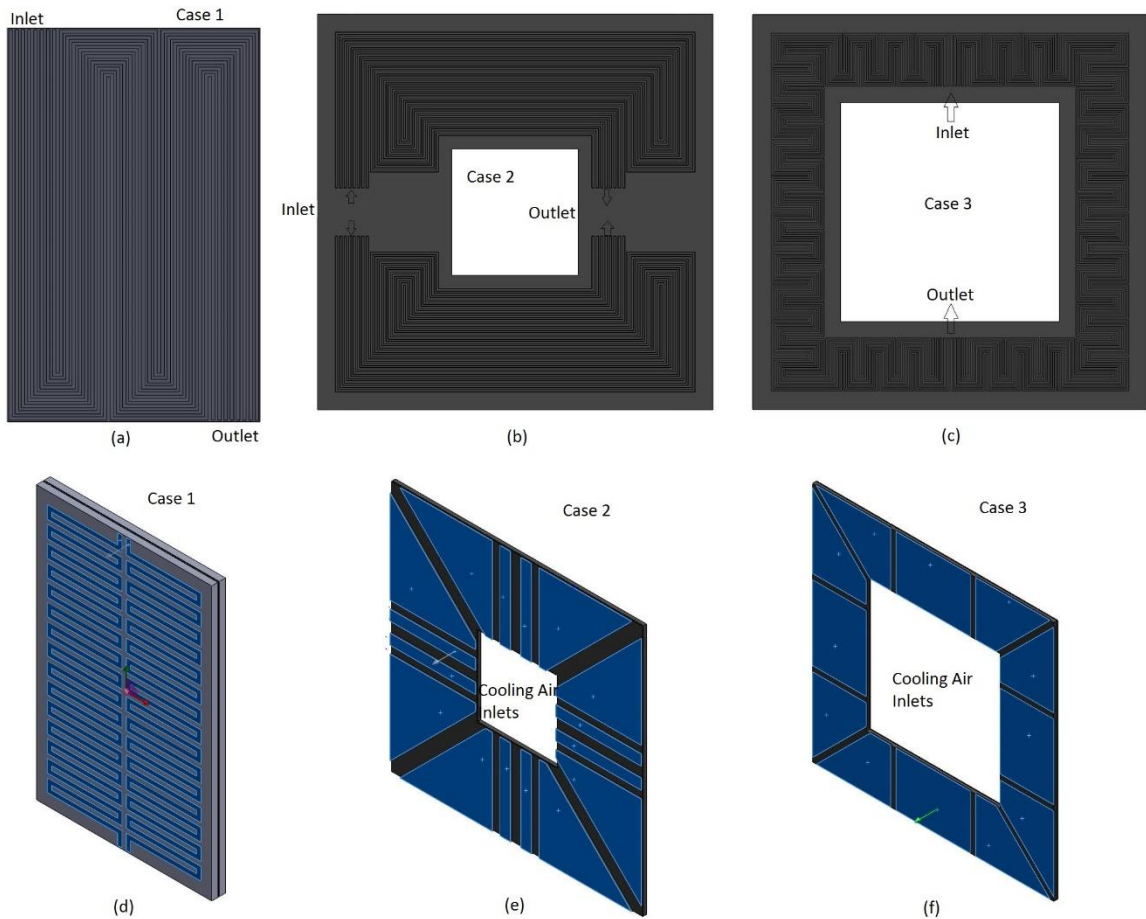 Inlet
Case 1
Outlet
(a)
Case 2
Inlet
Outlet
(b)
Inlet
Case 3
Outlet
(c)
Case 1
(d)
Case 2
Cooling Air
Inlets
(e)
Case 3
Cooling Air
Inlets
(f)